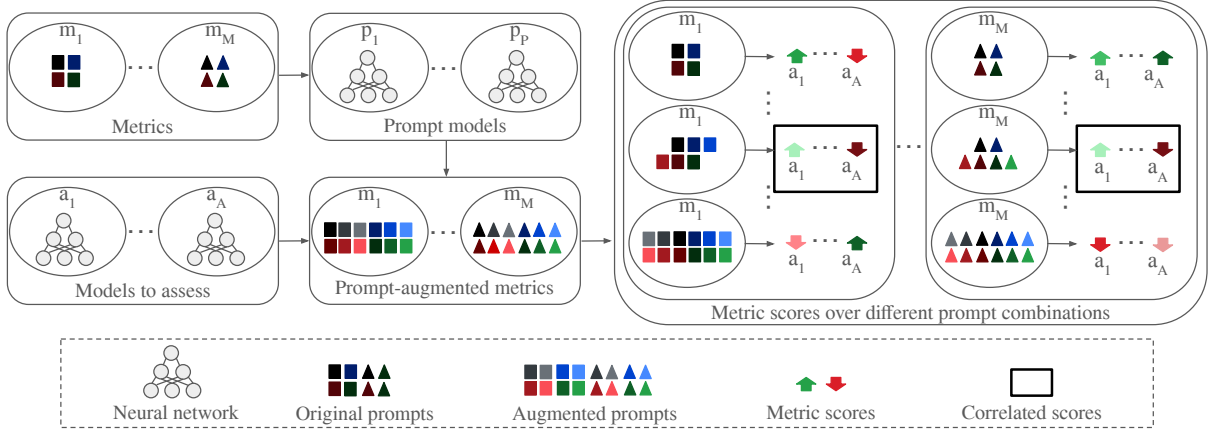 m1 ... mM
Metrics
p1 ... pP
Prompt models
a1 ... aA
Models to assess
m1 ... mM
Prompt-augmented metrics
m1
a1 ... aA
m1
a1 ... aA
m1
a1 ... aA
...
mM
a1 ... aA
mM
a1 ... aA
mM
a1 ... aA
Metric scores over different prompt combinations
Neural network
Original prompts
Augmented prompts
Metric scores
Correlated scores